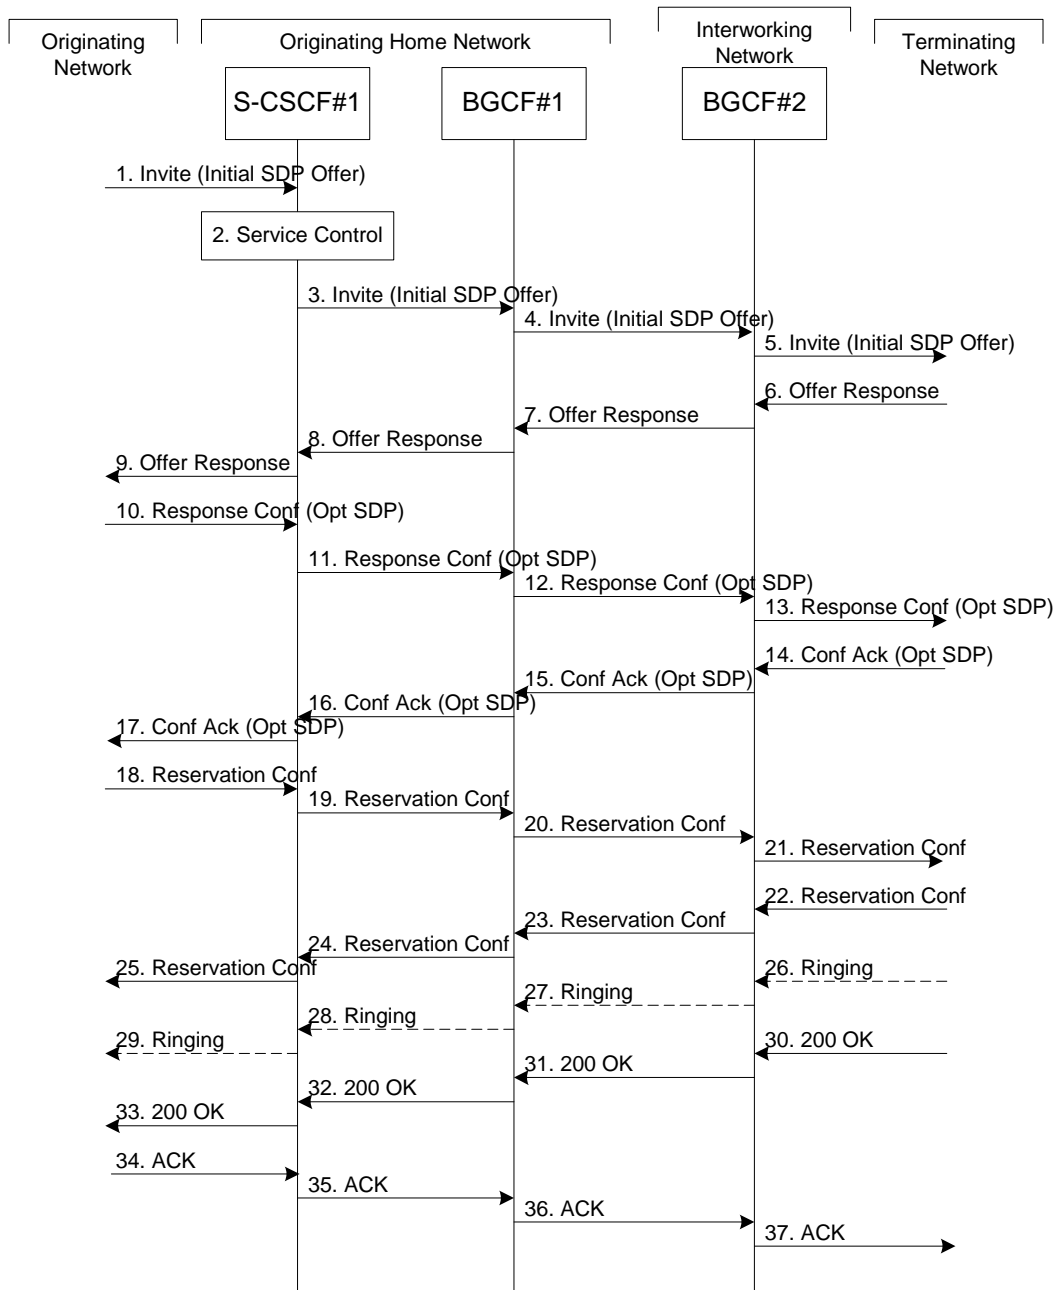 Originating
Network
Originating Home Network
Interworking
Network
Terminating
Network
S-CSCF#1
BGCF#1
BGCF#2
1. Invite (Initial SDP Offer)
2. Service Control
3. Invite (Initial SDP Offer)
4. Invite (Initial SDP Offer)
5. Invite (Initial SDP Offer)
6. Offer Response
7. Offer Response
8. Offer Response
9. Offer Response
10. Response Conf (Opt SDP)
11. Response Conf (Opt SDP)
12. Response Conf (Opt SDP)
13. Response Conf (Opt SDP)
14. Conf Ack (Opt SDP)
15. Conf Ack (Opt SDP)
16. Conf Ack (Opt SDP)
17. Conf Ack (Opt SDP)
18. Reservation Conf
19. Reservation Conf
20. Reservation Conf
21. Reservation Conf
22. Reservation Conf
23. Reservation Conf
24. Reservation Conf
25. Reservation Conf
26. Ringing
27. Ringing
28. Ringing
29. Ringing
30. 200 OK
31. 200 OK
32. 200 OK
33. 200 OK
34. ACK
35. ACK
36. ACK
37. ACK